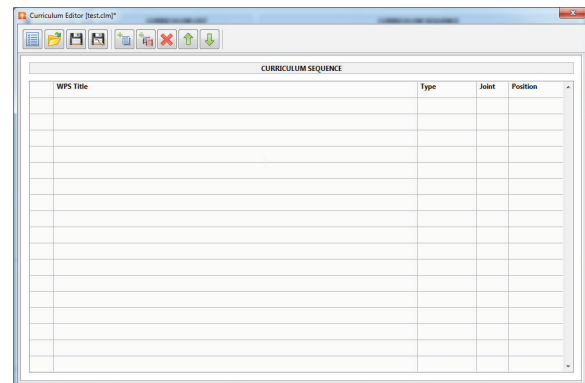 Curriculum Editor [test.clm]*
CURRICULUM SEQUENCE
WPS Title Type Joint Position